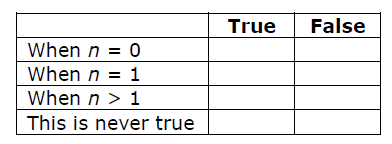 True False
When n = 0
When n = 1
When n > 1
This is never true